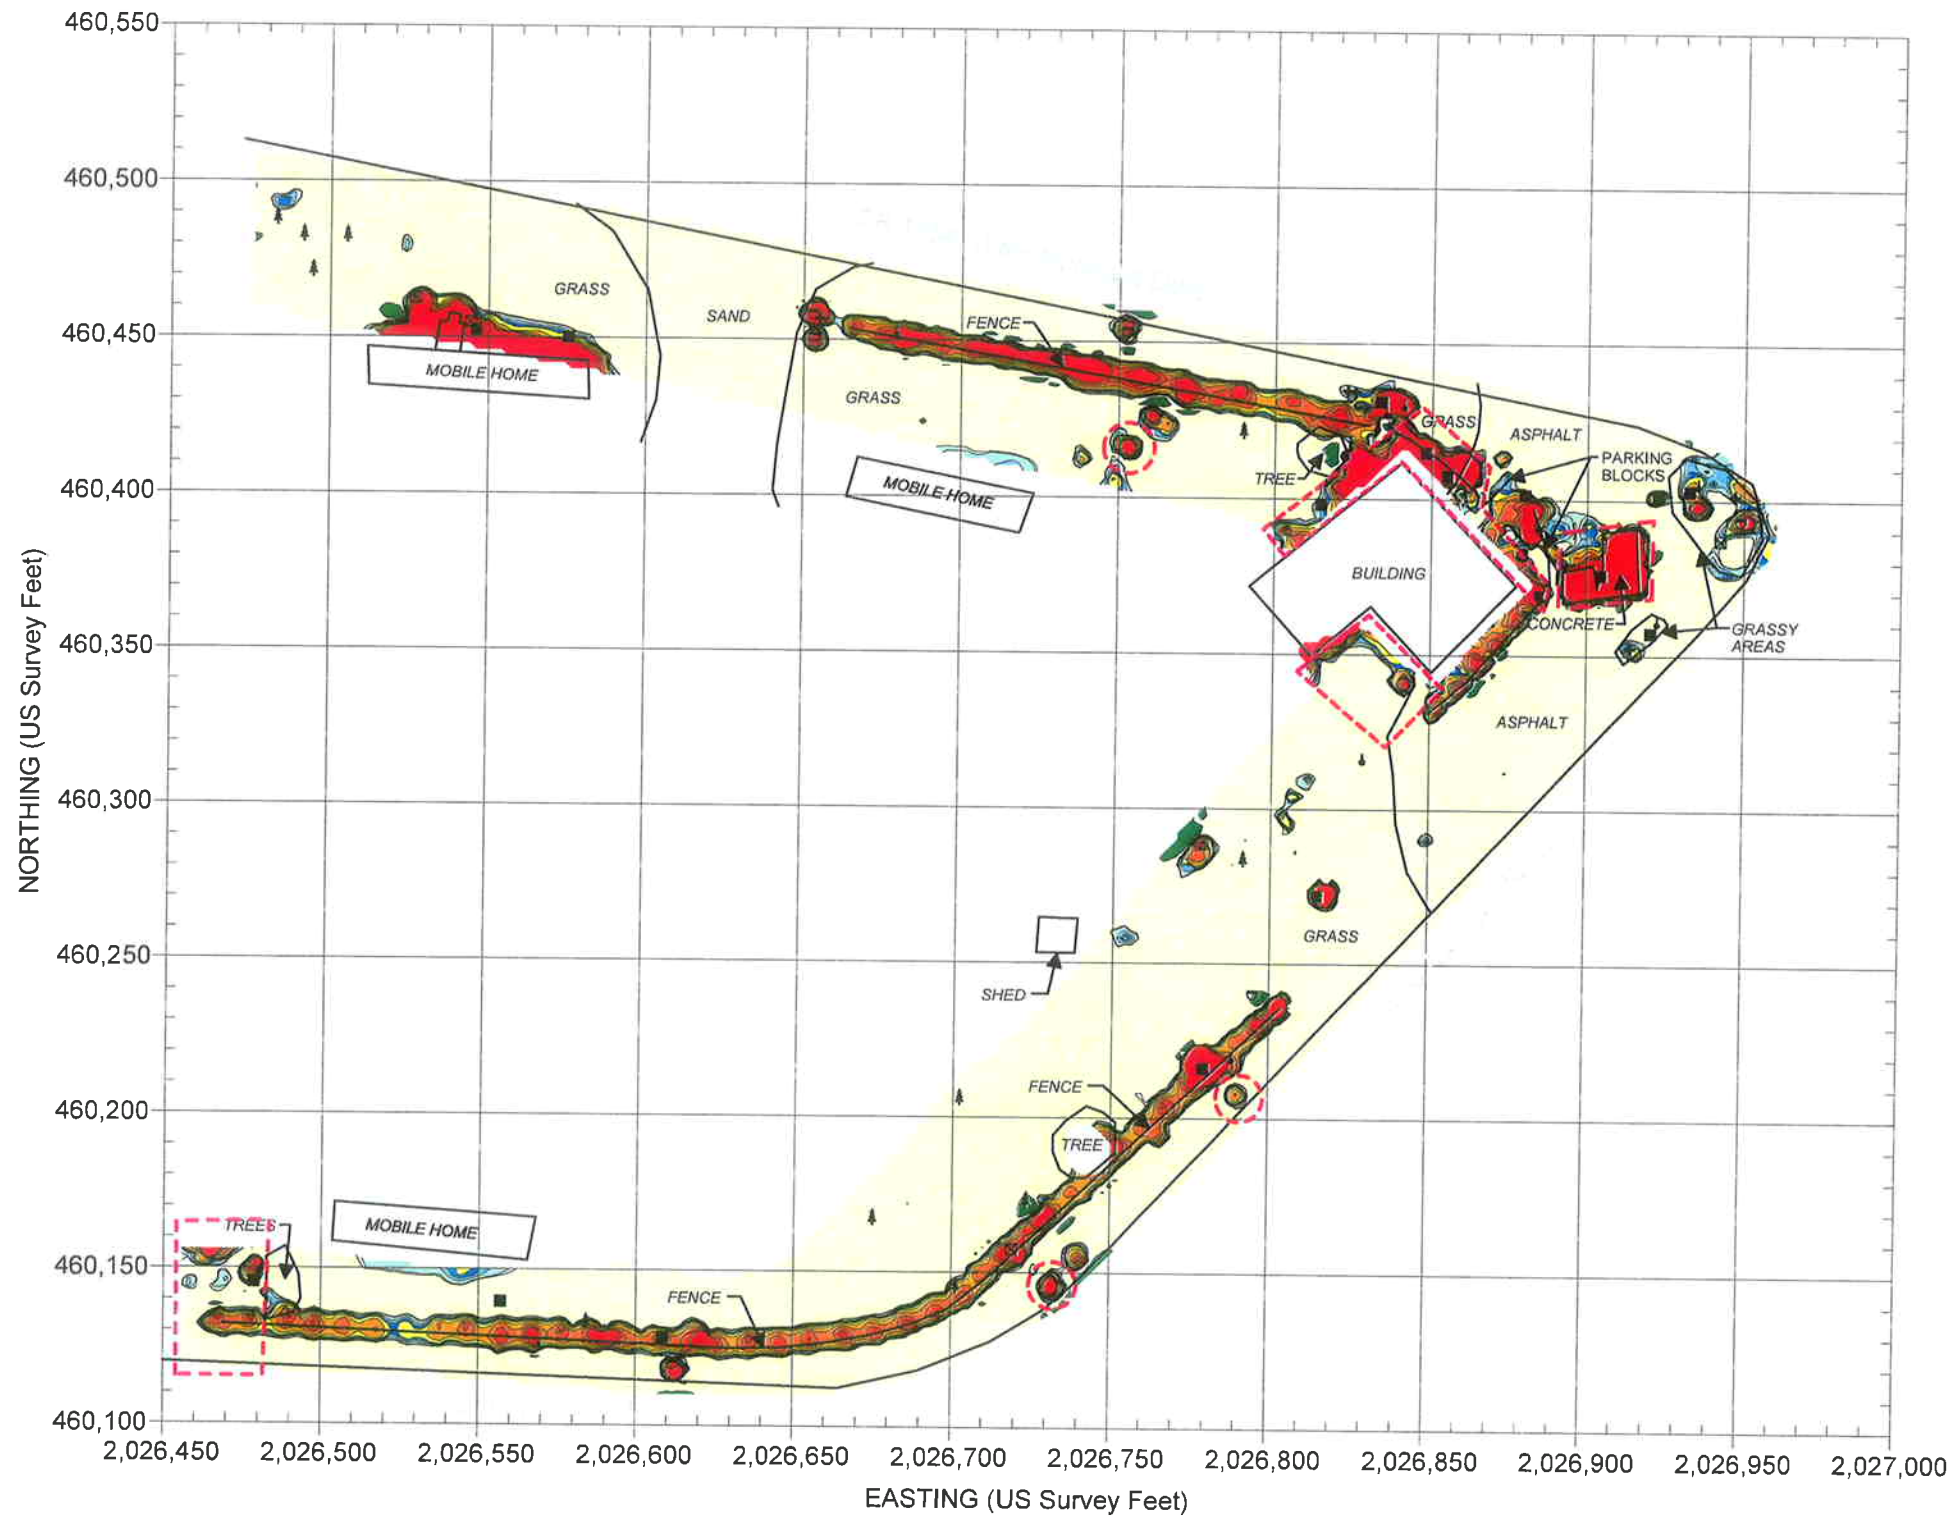 460,550
460,500
460,450
460,400
460,350
460,300
460,250
460,200
460,150
460,100
NORTHING (US Survey Feet)
GRASS
SAND
FENCE
MOBILE HOME
GRASS
GRASS
ASPHALT
PARKING
BLOCKS
TREE
MOBILE HOME
BUILDING
CONCRETE
GRASSY
AREAS
ASPHALT
GRASS
SHED
FENCE
TREE
TREES
MOBILE HOME
FENCE
2,026,450
2,026,500
2,026,550
2,026,600
2,026,650
2,026,700
2,026,750
2,026,800
2,026,850
2,026,900
2,026,950
2,027,000
EASTING (US Survey Feet)